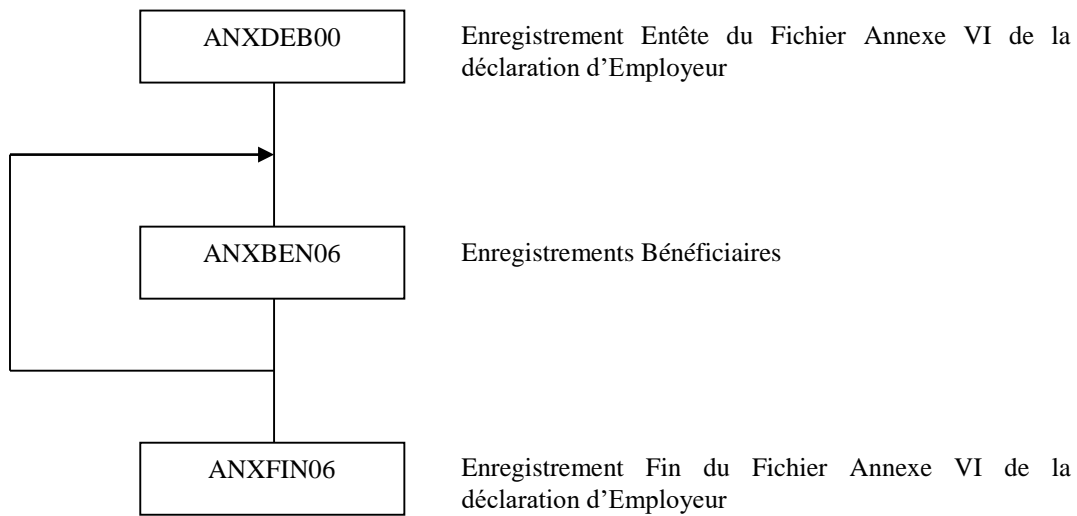 ANXDEB00
Enregistrement Entête du Fichier Annexe VI de la
déclaration d’Employeur
ANXBEN06
Enregistrements Bénéficiaires
ANXFIN06
Enregistrement Fin du Fichier Annexe VI de la
déclaration d’Employeur